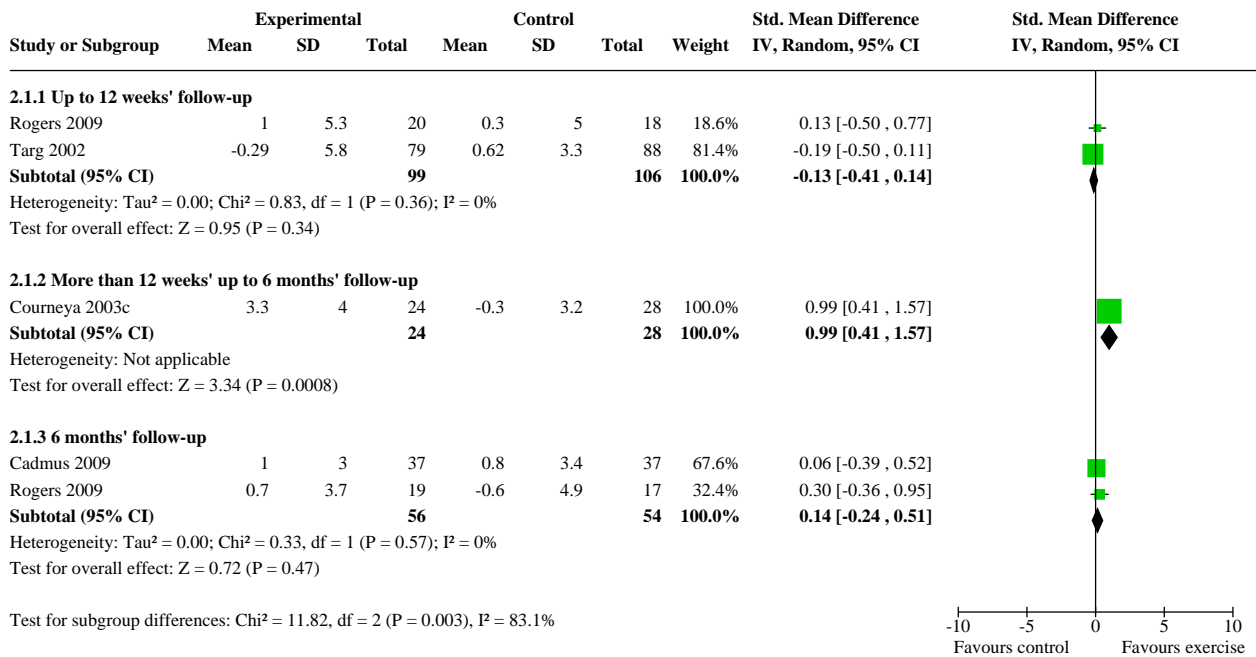 Experimental Control Std. Mean Difference Std. Mean Difference
Study or Subgroup Mean SD Total Mean SD Total Weight IV, Random, 95% CI IV, Random, 95% CI
2.1.1 Up to 12 weeks' follow-up
Rogers 2009 1 5.3 20 0.3 5 18 18.6% 0.13 [-0.50 , 0.77]
Targ 2002 -0.29 5.8 79 0.62 3.3 88 81.4% -0.19 [-0.50 , 0.11]
Subtotal (95% CI) 99 106 100.0% -0.13 [-0.41 , 0.14]
Heterogeneity: Tau² = 0.00; Chi² = 0.83, df = 1 (P = 0.36); I² = 0%
Test for overall effect: Z = 0.95 (P = 0.34)
2.1.2 More than 12 weeks' up to 6 months' follow-up
Courneya 2003c 3.3 4 24 -0.3 3.2 28 100.0% 0.99 [0.41 , 1.57]
Subtotal (95% CI) 24 28 100.0% 0.99 [0.41 , 1.57]
Heterogeneity: Not applicable
Test for overall effect: Z = 3.34 (P = 0.0008)
2.1.3 6 months' follow-up
Cadmus 2009 1 3 37 0.8 3.4 37 67.6% 0.06 [-0.39 , 0.52]
Rogers 2009 0.7 3.7 19 -0.6 4.9 17 32.4% 0.30 [-0.36 , 0.95]
Subtotal (95% CI) 56 54 100.0% 0.14 [-0.24 , 0.51]
Heterogeneity: Tau² = 0.00; Chi² = 0.33, df = 1 (P = 0.57); I² = 0%
Test for overall effect: Z = 0.72 (P = 0.47)
Test for subgroup differences: Chi² = 11.82, df = 2 (P = 0.003), I² = 83.1%
-10 -5 0 5 10
Favours control Favours exercise